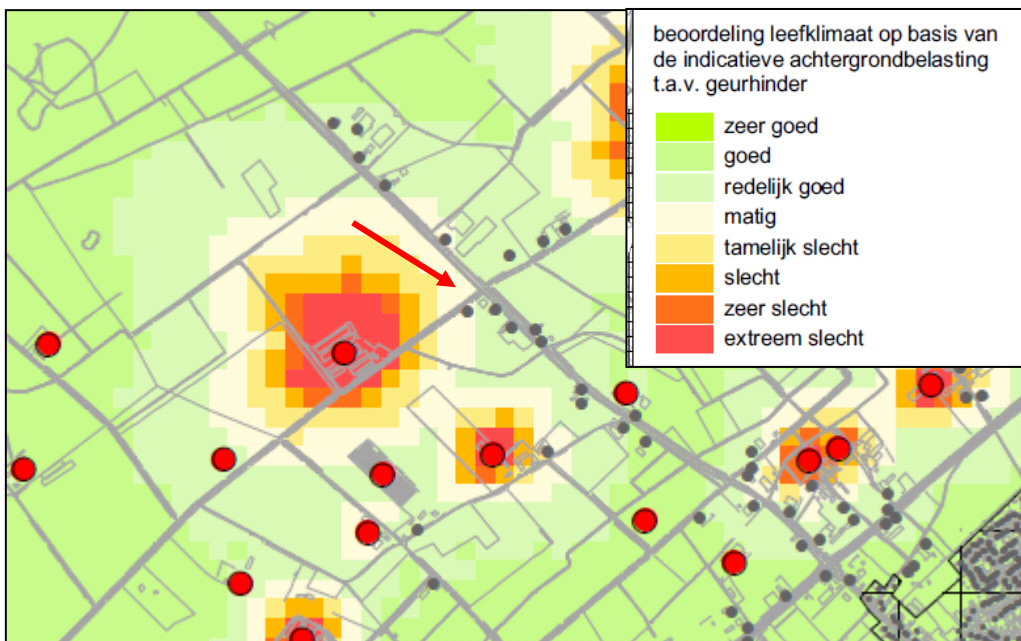 beoordeling leefklimaat op basis van
de indicatieve achtergrondbelasting
t.a.v. geurhinder
zeer goed
goed
redelijk goed
matig
tamelijk slecht
slecht
zeer slecht
extreem slecht